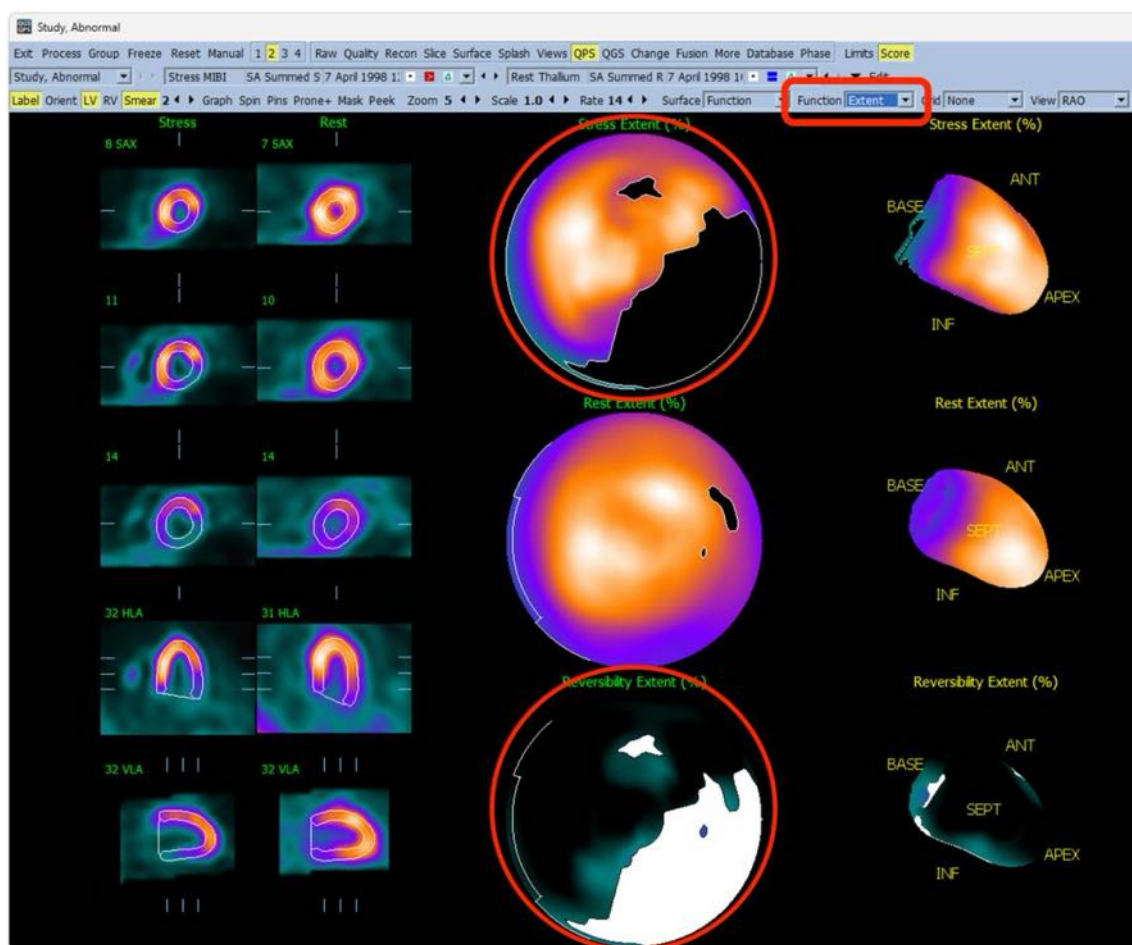 Study, Abnormal
Exit Process Group Freeze Reset Manual 1 2 3 4 Raw Quality Recon Slice Surface Splash Views QPS QGS Change Fusion More Database Phase Limits Score
Study, Abnormal Stress MIBI SA Summed S 7 April 1998 Rest Thallium SA Summed R 7 April 1998 Edit
Label Orient LV RV Smear 2 Graph Spin Pins Prone+ Mask Peek Zoom 5 Scale 1.0 Rate 14 Surface Function Function Extent Grid None View RAO
Stress Rest Stress Extent (%) Stress Extent (%)
8 SAX 7 SAX
ANT
BASE
SEPT
APEX
INF
11 10
Rest Extent (%) Rest Extent (%)
14 14
ANT
BASE
SEPT
APEX
INF
32 HLA 31 HLA
Reversibility Extent (%) Reversibility Extent (%)
ANT
BASE
32 VLA 32 VLA
SEPT
APEX
INF